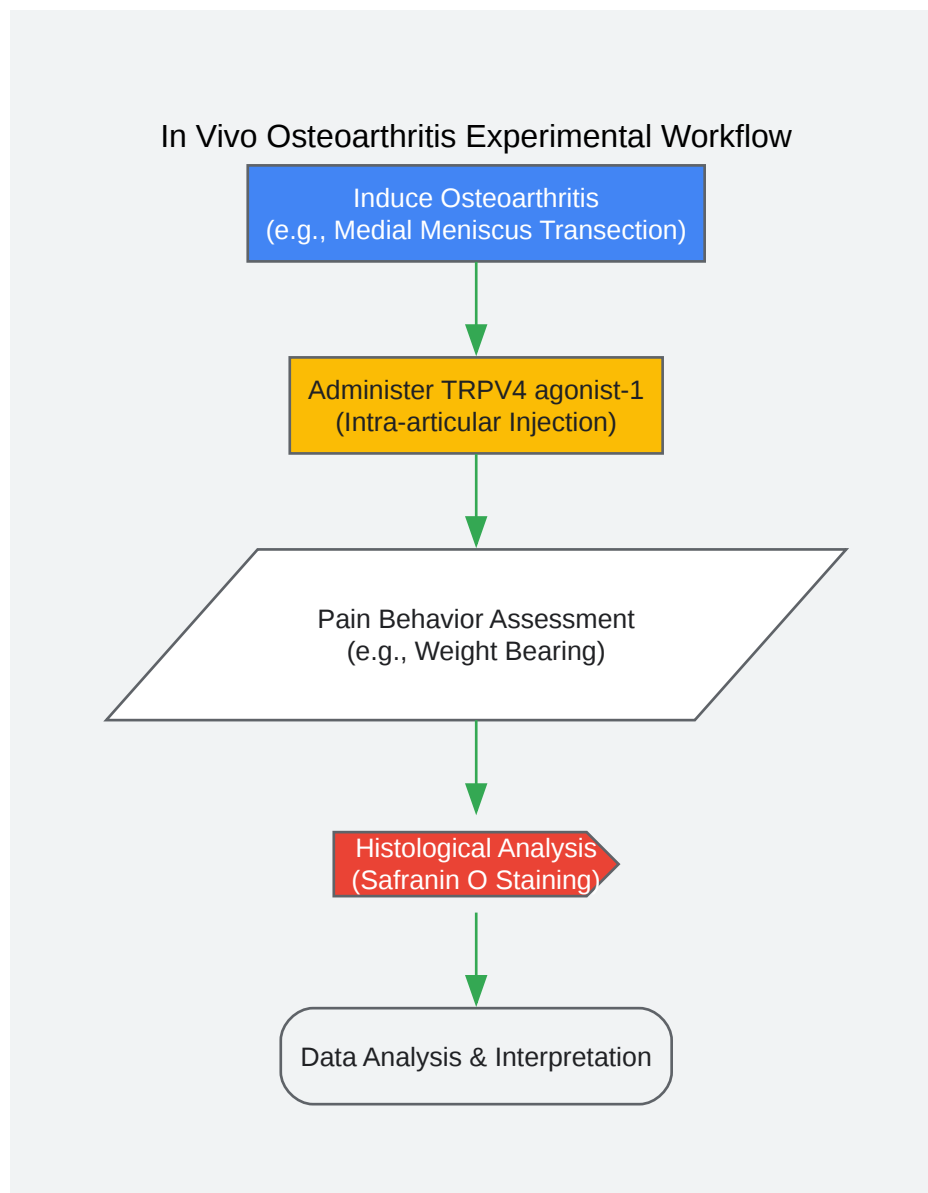 In Vivo Osteoarthritis Experimental Workflow
Induce Osteoarthritis
(e.g., Medial Meniscus Transection)
Administer TRPV4 agonist-1
(Intra-articular Injection)
Pain Behavior Assessment
(e.g., Weight Bearing)
Histological Analysis
(Safranin O Staining)
Data Analysis & Interpretation